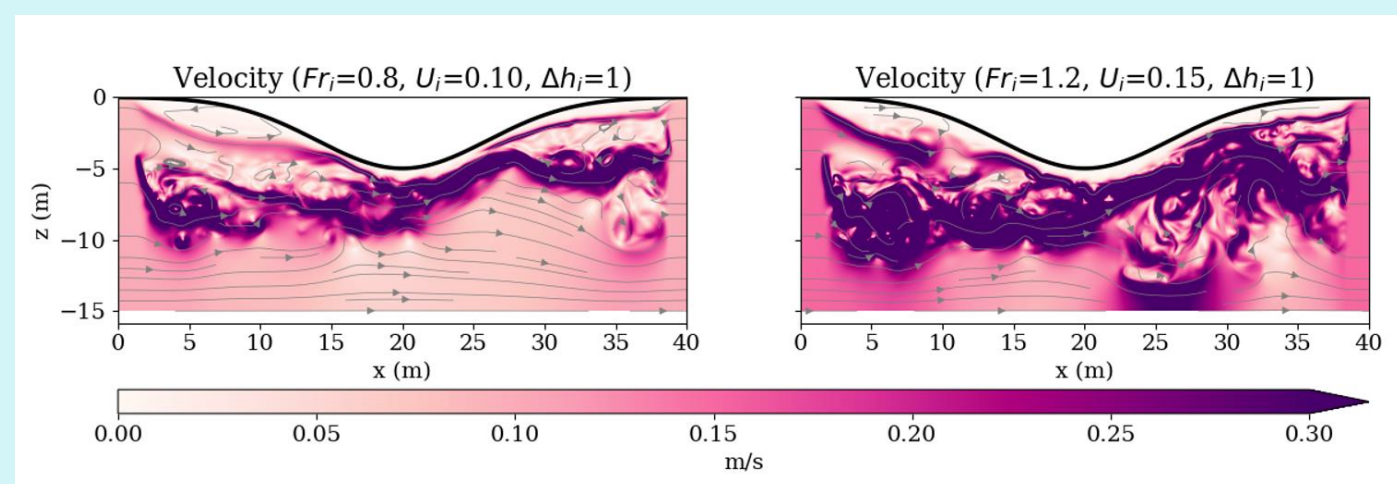 Velocity (Fr_i=0.8, U_i=0.10, Δh_i=1)
Velocity (Fr_i=1.2, U_i=0.15, Δh_i=1)
z (m)
0
−5
−10
−15
0 5 10 15 20 25 30 35 40
0 5 10 15 20 25 30 35 40
x (m)
x (m)
0.00 0.05 0.10 0.15 0.20 0.25 0.30
m/s